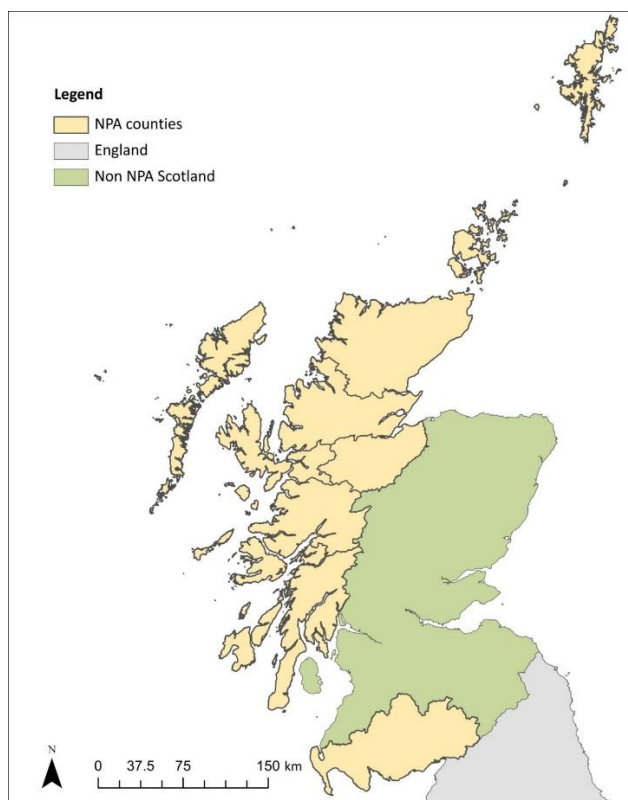 Legend
NPA counties
England
Non NPA Scotland
N
0 37.5 75 150 km